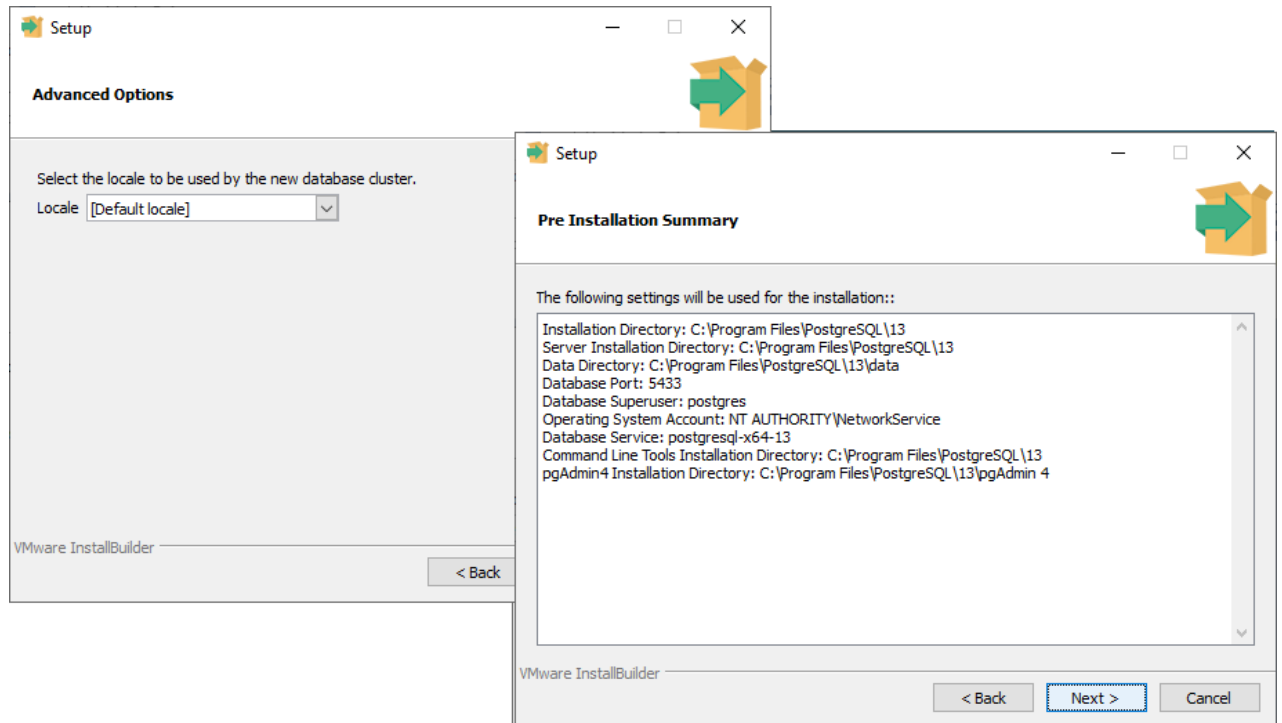 Setup
Advanced Options
Select the locale to be used by the new database cluster.
Locale [Default locale]
VMware InstallBuilder
< Back
Setup
Pre Installation Summary
The following settings will be used for the installation::
Installation Directory: C:\Program Files\PostgreSQL\13
Server Installation Directory: C:\Program Files\PostgreSQL\13
Data Directory: C:\Program Files\PostgreSQL\13\data
Database Port: 5433
Database Superuser: postgres
Operating System Account: NT AUTHORITY\NetworkService
Database Service: postgresql-x64-13
Command Line Tools Installation Directory: C:\Program Files\PostgreSQL\13
pgAdmin4 Installation Directory: C:\Program Files\PostgreSQL\13\pgAdmin 4
VMware InstallBuilder
< Back Next > Cancel